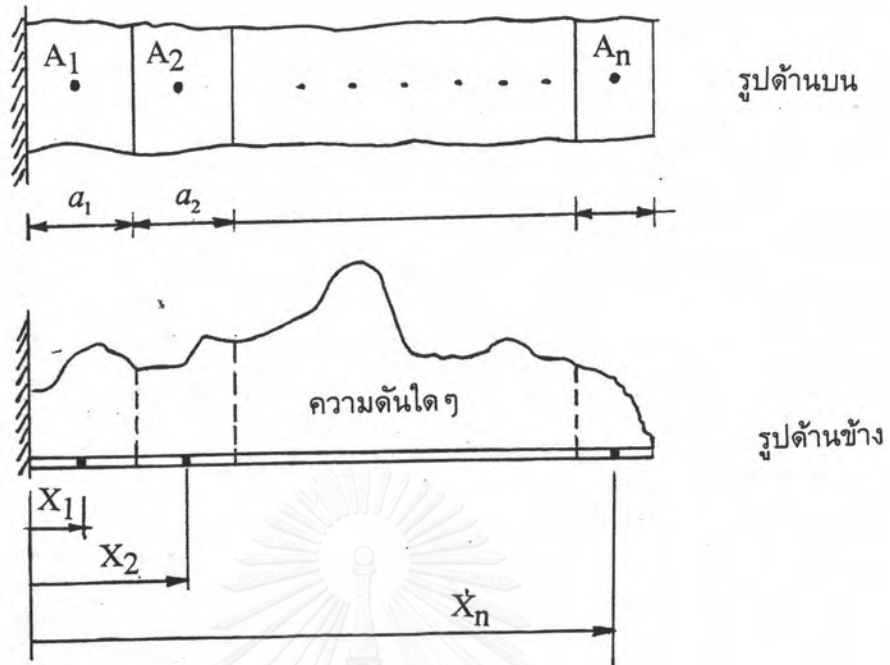 A1 A2 An
รูปด้านบน
a1 a2
ความดันใดๆ
รูปด้านข้าง
X1
X2
Xn